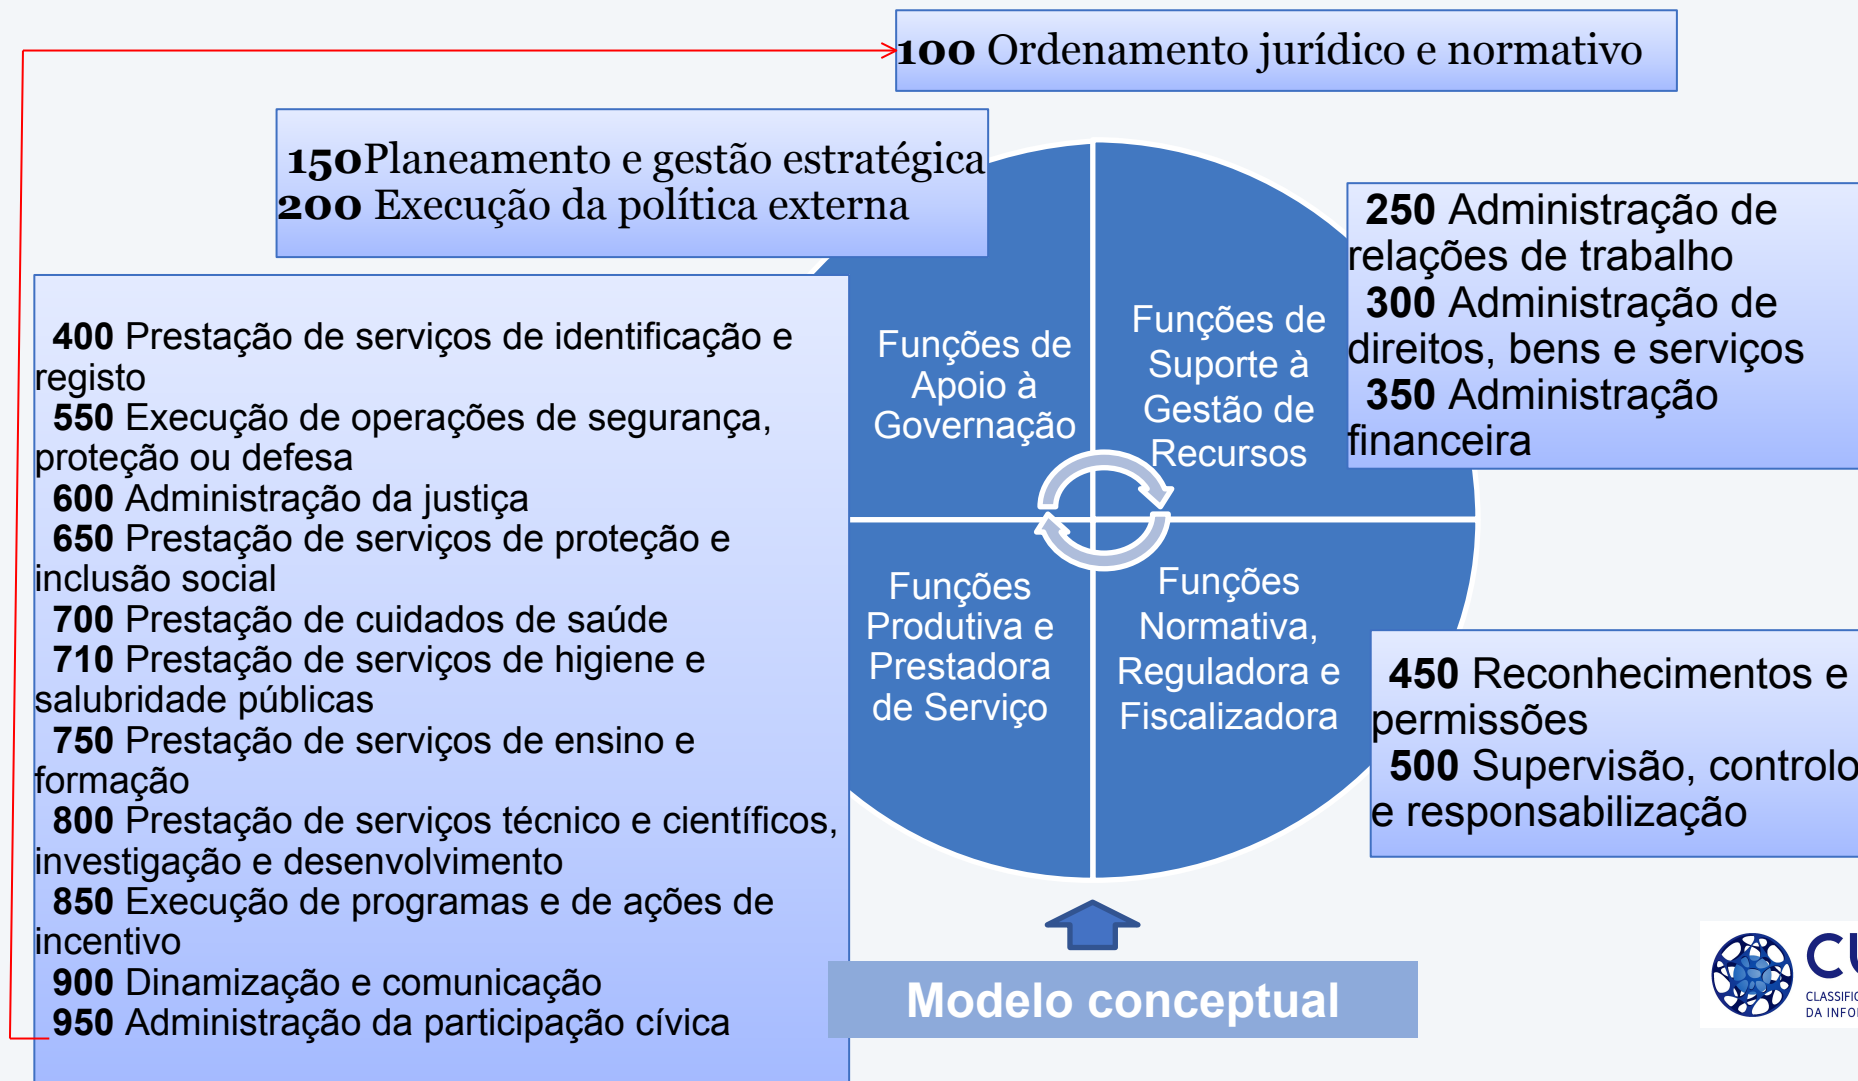 100 Ordenamento jurídico e normativo
150Planeamento e gestão estratégica
200 Execução da política externa
250 Administração de
relações de trabalho
300 Administração de
direitos, bens e serviços
350 Administração
financeira
400 Prestação de serviços de identificação e
registo
550 Execução de operações de segurança,
proteção ou defesa
600 Administração da justiça
650 Prestação de serviços de proteção e
inclusão social
700 Prestação de cuidados de saúde
710 Prestação de serviços de higiene e
salubridade públicas
750 Prestação de serviços de ensino e
formação
800 Prestação de serviços técnico e científicos,
investigação e desenvolvimento
850 Execução de programas e de ações de
incentivo
900 Dinamização e comunicação
950 Administração da participação cívica
Funções de
Apoio à
Governação
Funções de
Suporte à
Gestão de
Recursos
Funções
Produtiva e
Prestadora
de Serviço
Funções
Normativa,
Reguladora e
Fiscalizadora
450 Reconhecimentos e
permissões
500 Supervisão, controlo
e responsabilização
Modelo conceptual
DA